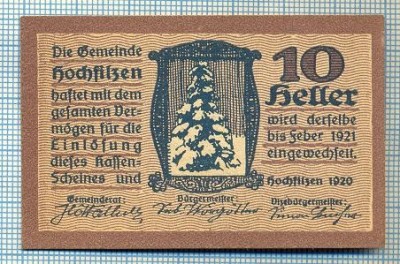 Die Gemeinde
Hochfilzen
haftet mit dem
gesamten Ver-
mögen für die
Einlösung
dieses Kassen-
Scheines und
10
Heller
wird derselbe
bis Feber 1921
eingewechselt.
Hochfilzen 1920
Gemeinderat:
Bürgermeister:
Vizebürgermeister: